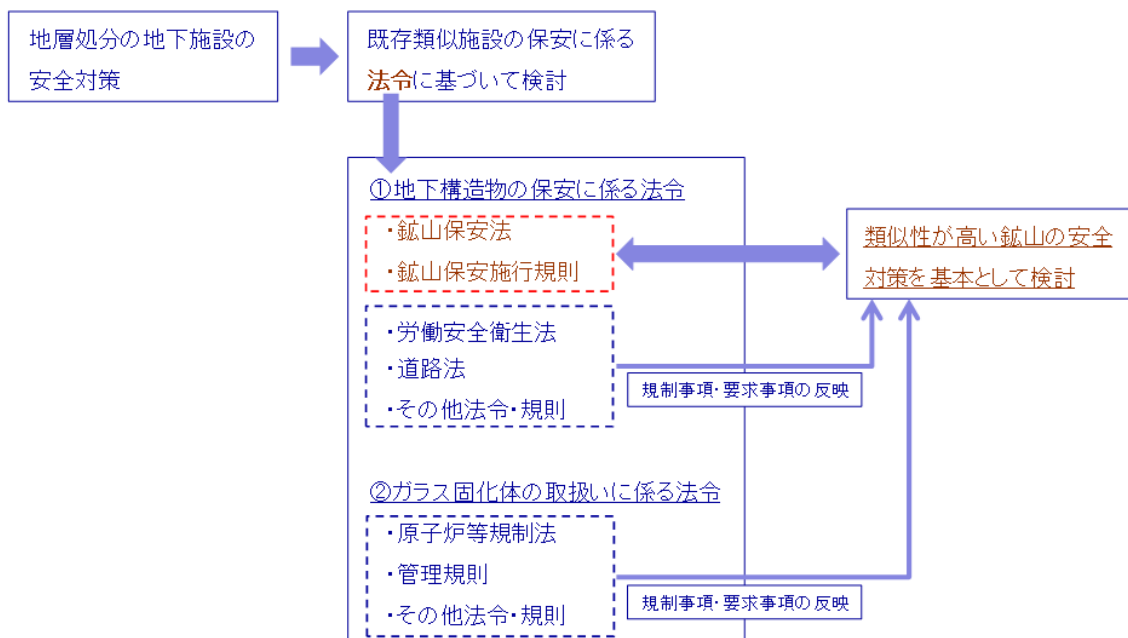 地層処分の地下施設の
安全対策
既存類似施設の保安に係る
法令に基づいて検討
①地下構造物の保安に係る法令
・鉱山保安法
・鉱山保安施行規則
類似性が高い鉱山の安全
対策を基本として検討
・労働安全衛生法
・道路法
・その他法令・規則
規制事項・要求事項の反映
②ガラス固化体の取扱いに係る法令
・原子炉等規制法
・管理規則
・その他法令・規則
規制事項・要求事項の反映